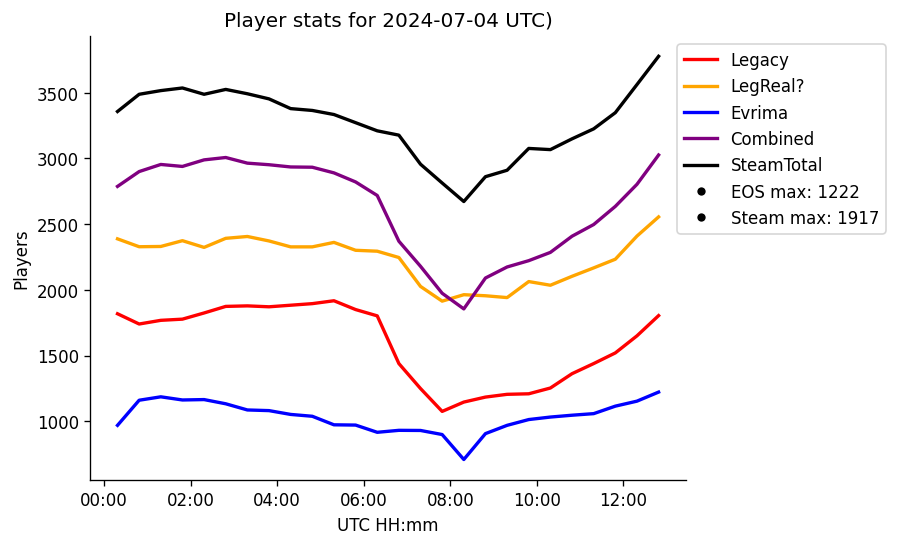 Player stats for 2024-07-04 UTC)
Players
3500
3000
2500
2000
1500
1000
00:00 02:00 04:00 06:00 08:00 10:00 12:00
UTC HH:mm
Legacy
LegReal?
Evrima
Combined
SteamTotal
EOS max: 1222
Steam max: 1917